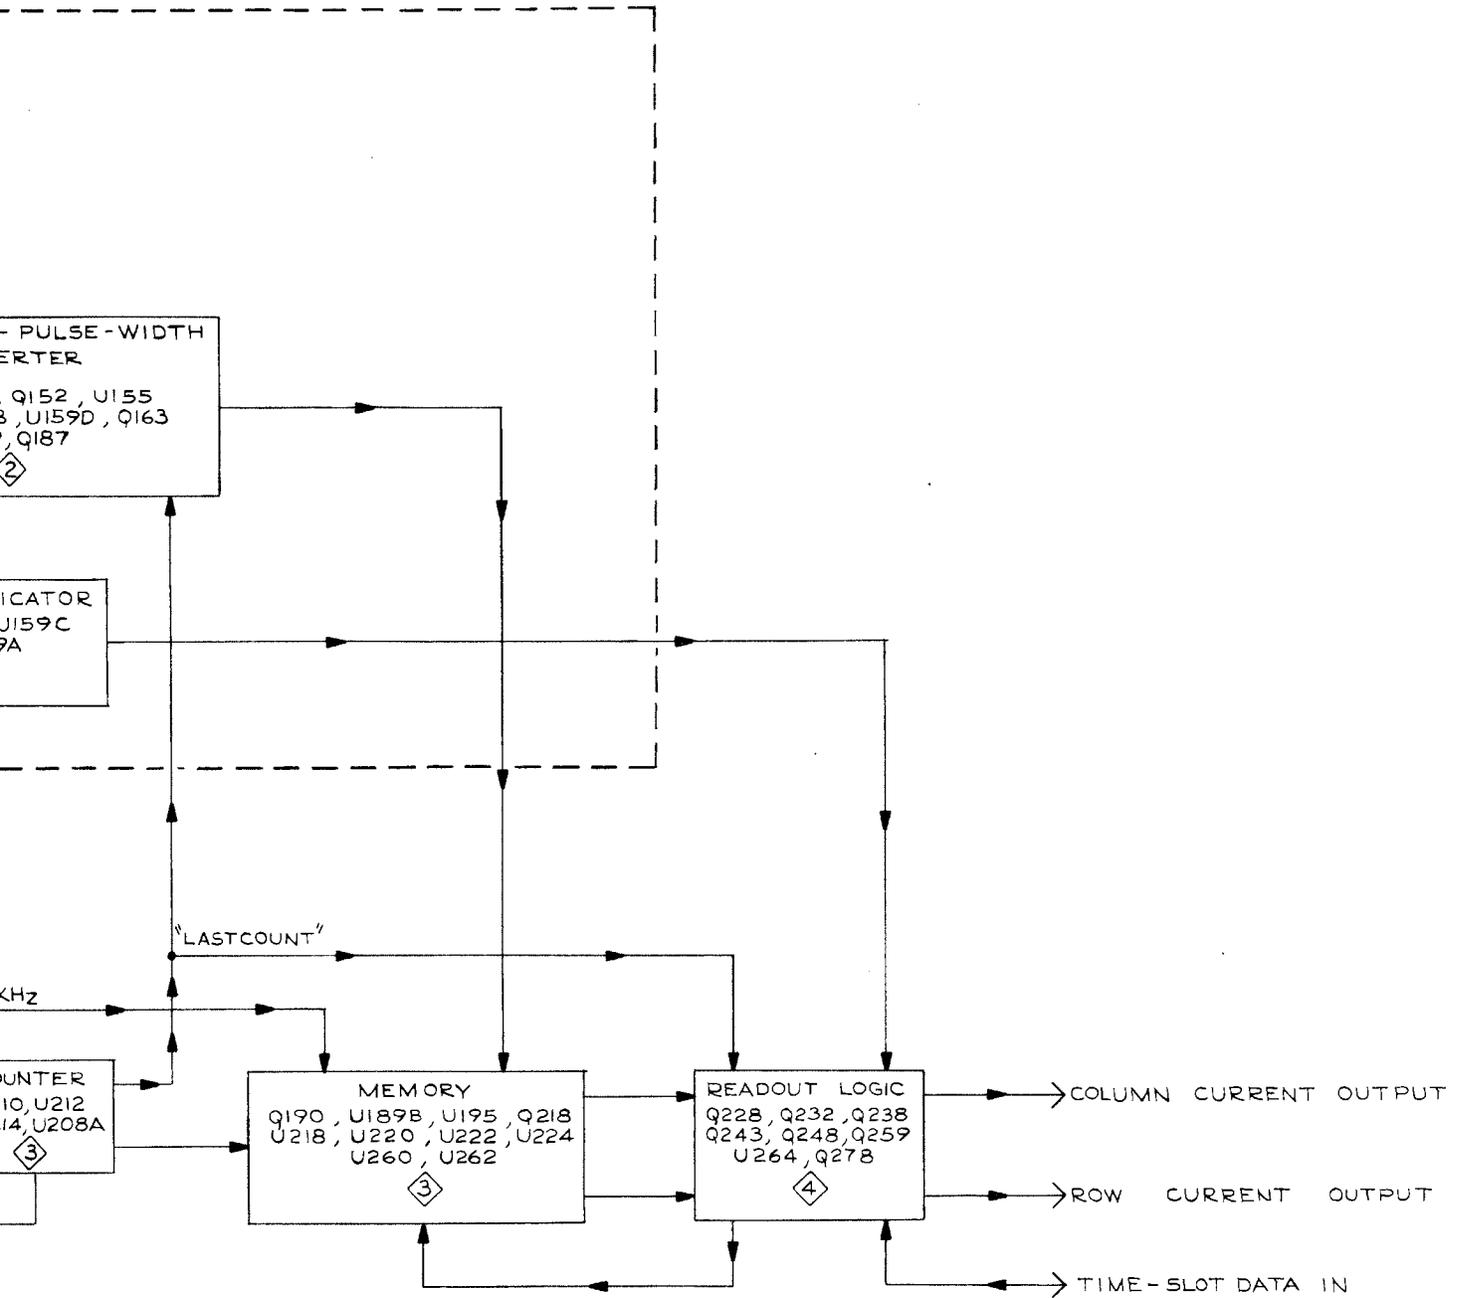 - PULSE-WIDTH
ERTER
Q152, U155
,U159D, Q163
,Q187
2
ICATOR
U159C
9A
"LASTCOUNT"
KHz
OUNTER
10, U212
14, U208A
3
MEMORY
Q190, U189B, U195, Q218
U218, U220, U222, U224
U260, U262
3
READOUT LOGIC
Q228, Q232, Q238
Q243, Q248, Q259
U264, Q278
4
COLUMN CURRENT OUTPUT
ROW CURRENT OUTPUT
TIME-SLOT DATA IN